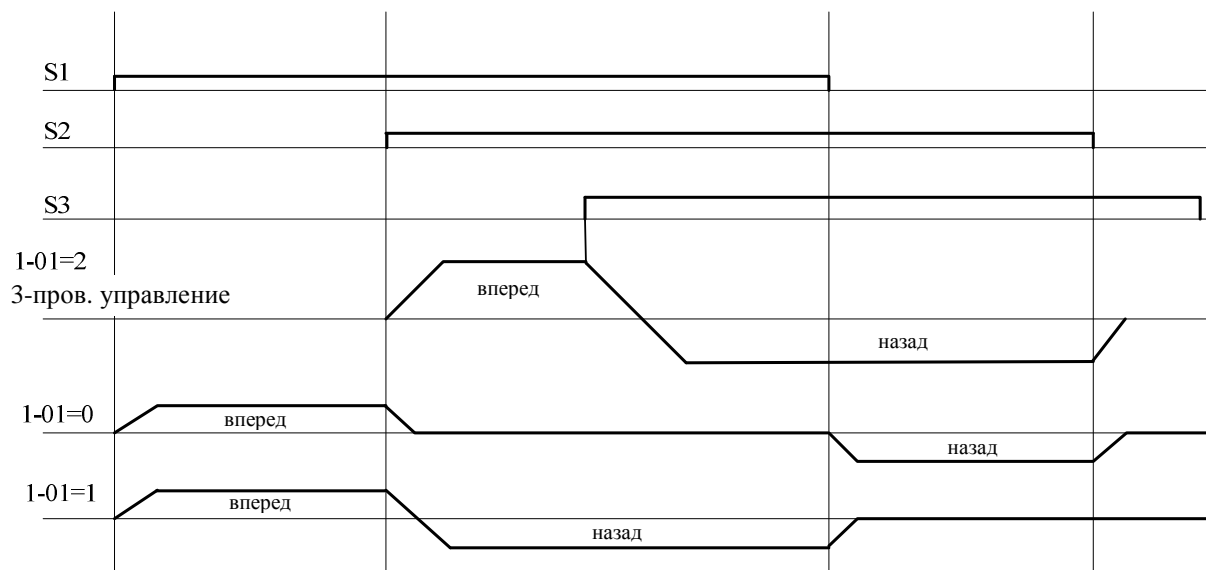 S1
S2
S3
1-01=2
3-пров. управление
вперед
назад
1-01=0
вперед
назад
1-01=1
вперед
назад